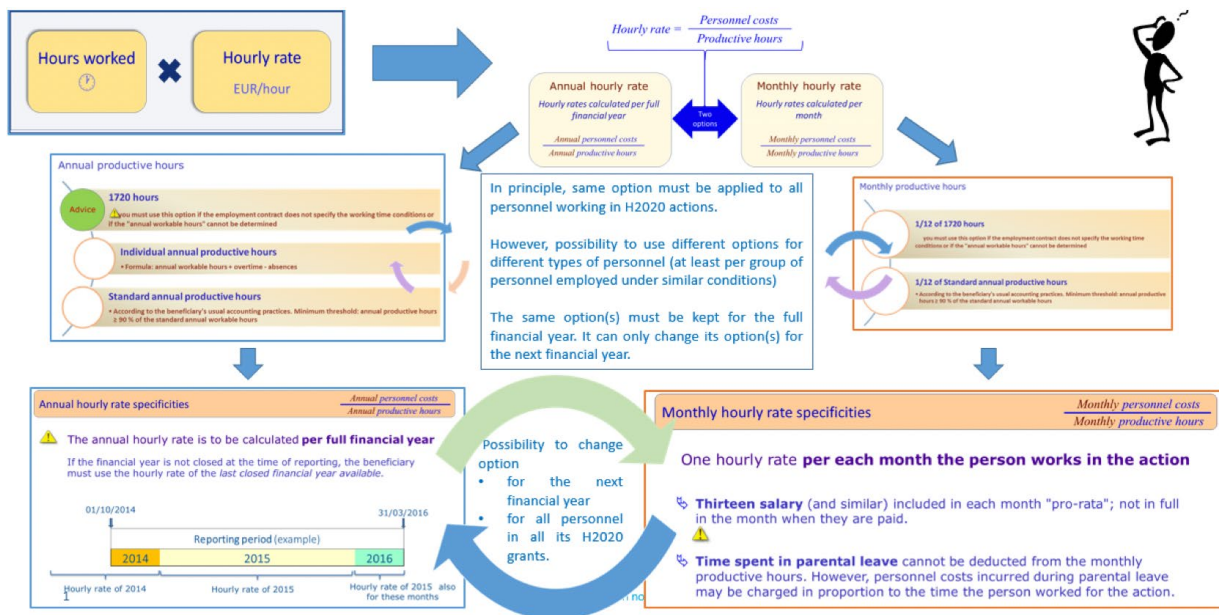 Hours worked
Hourly rate
EUR/hour
Hourly rate = Personnel costs
Productive hours
Annual hourly rate
Hourly rates calculated per full
financial year
Annual personnel costs
Annual productive hours
Two
options
Monthly hourly rate
Hourly rates calculated per
month
Monthly personnel costs
Monthly productive hours
Annual productive hours
Advice
1720 hours
you must use this option if the employment contract does not specify the working time conditions or
if the "annual workable hours" cannot be determined
Individual annual productive hours
• Formula: annual workable hours + overtime - absences
Standard annual productive hours
• According to the beneficiary's usual accounting practices. Minimum threshold: annual productive hours
≥ 90 % of the standard annual workable hours
In principle, same option must be applied to all
personnel working in H2020 actions.
However, possibility to use different options for
different types of personnel (at least per group of
personnel employed under similar conditions)
The same option(s) must be kept for the full
financial year. It can only change its option(s) for
the next financial year.
Monthly productive hours
1/12 of 1720 hours
you must use this option if the employment contract does not specify the working time
conditions or if the "annual workable hours" cannot be determined
1/12 of Standard annual productive hours
• According to the beneficiary's usual accounting practices. Minimum threshold: annual productive
hours ≥ 90 % of the standard annual workable hours
Annual hourly rate specificities
Annual personnel costs
Annual productive hours
The annual hourly rate is to be calculated per full financial year
If the financial year is not closed at the time of reporting, the beneficiary
must use the hourly rate of the last closed financial year available.
01/10/2014
31/03/2016
Reporting period (example)
2014
2015
2016
Hourly rate of 2014
Hourly rate of 2015
Hourly rate of 2015 also
for these months
1
Possibility to change
option
• for the next
financial year
• for all personnel
in all its H2020
grants.
no
Monthly hourly rate specificities
Monthly personnel costs
Monthly productive hours
One hourly rate per each month the person works in the action
Thirteen salary (and similar) included in each month "pro-rata"; not in full
in the month when they are paid.
Time spent in parental leave cannot be deducted from the monthly
productive hours. However, personnel costs incurred during parental leave
may be charged in proportion to the time the person worked for the action.